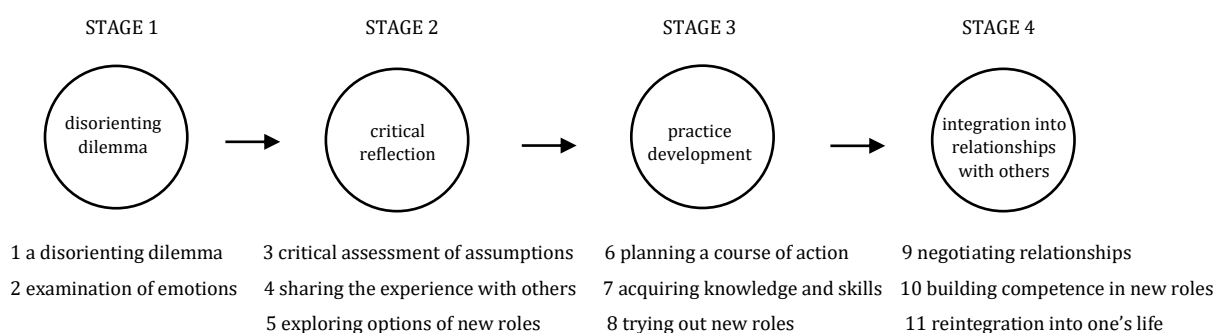 STAGE 1
STAGE 2
STAGE 3
STAGE 4
disorienting
dilemma
critical
reflection
practice
development
integration into
relationships
with others
1 a disorienting dilemma
2 examination of emotions
3 critical assessment of assumptions
4 sharing the experience with others
5 exploring options of new roles
6 planning a course of action
7 acquiring knowledge and skills
8 trying out new roles
9 negotiating relationships
10 building competence in new roles
11 reintegration into one's life